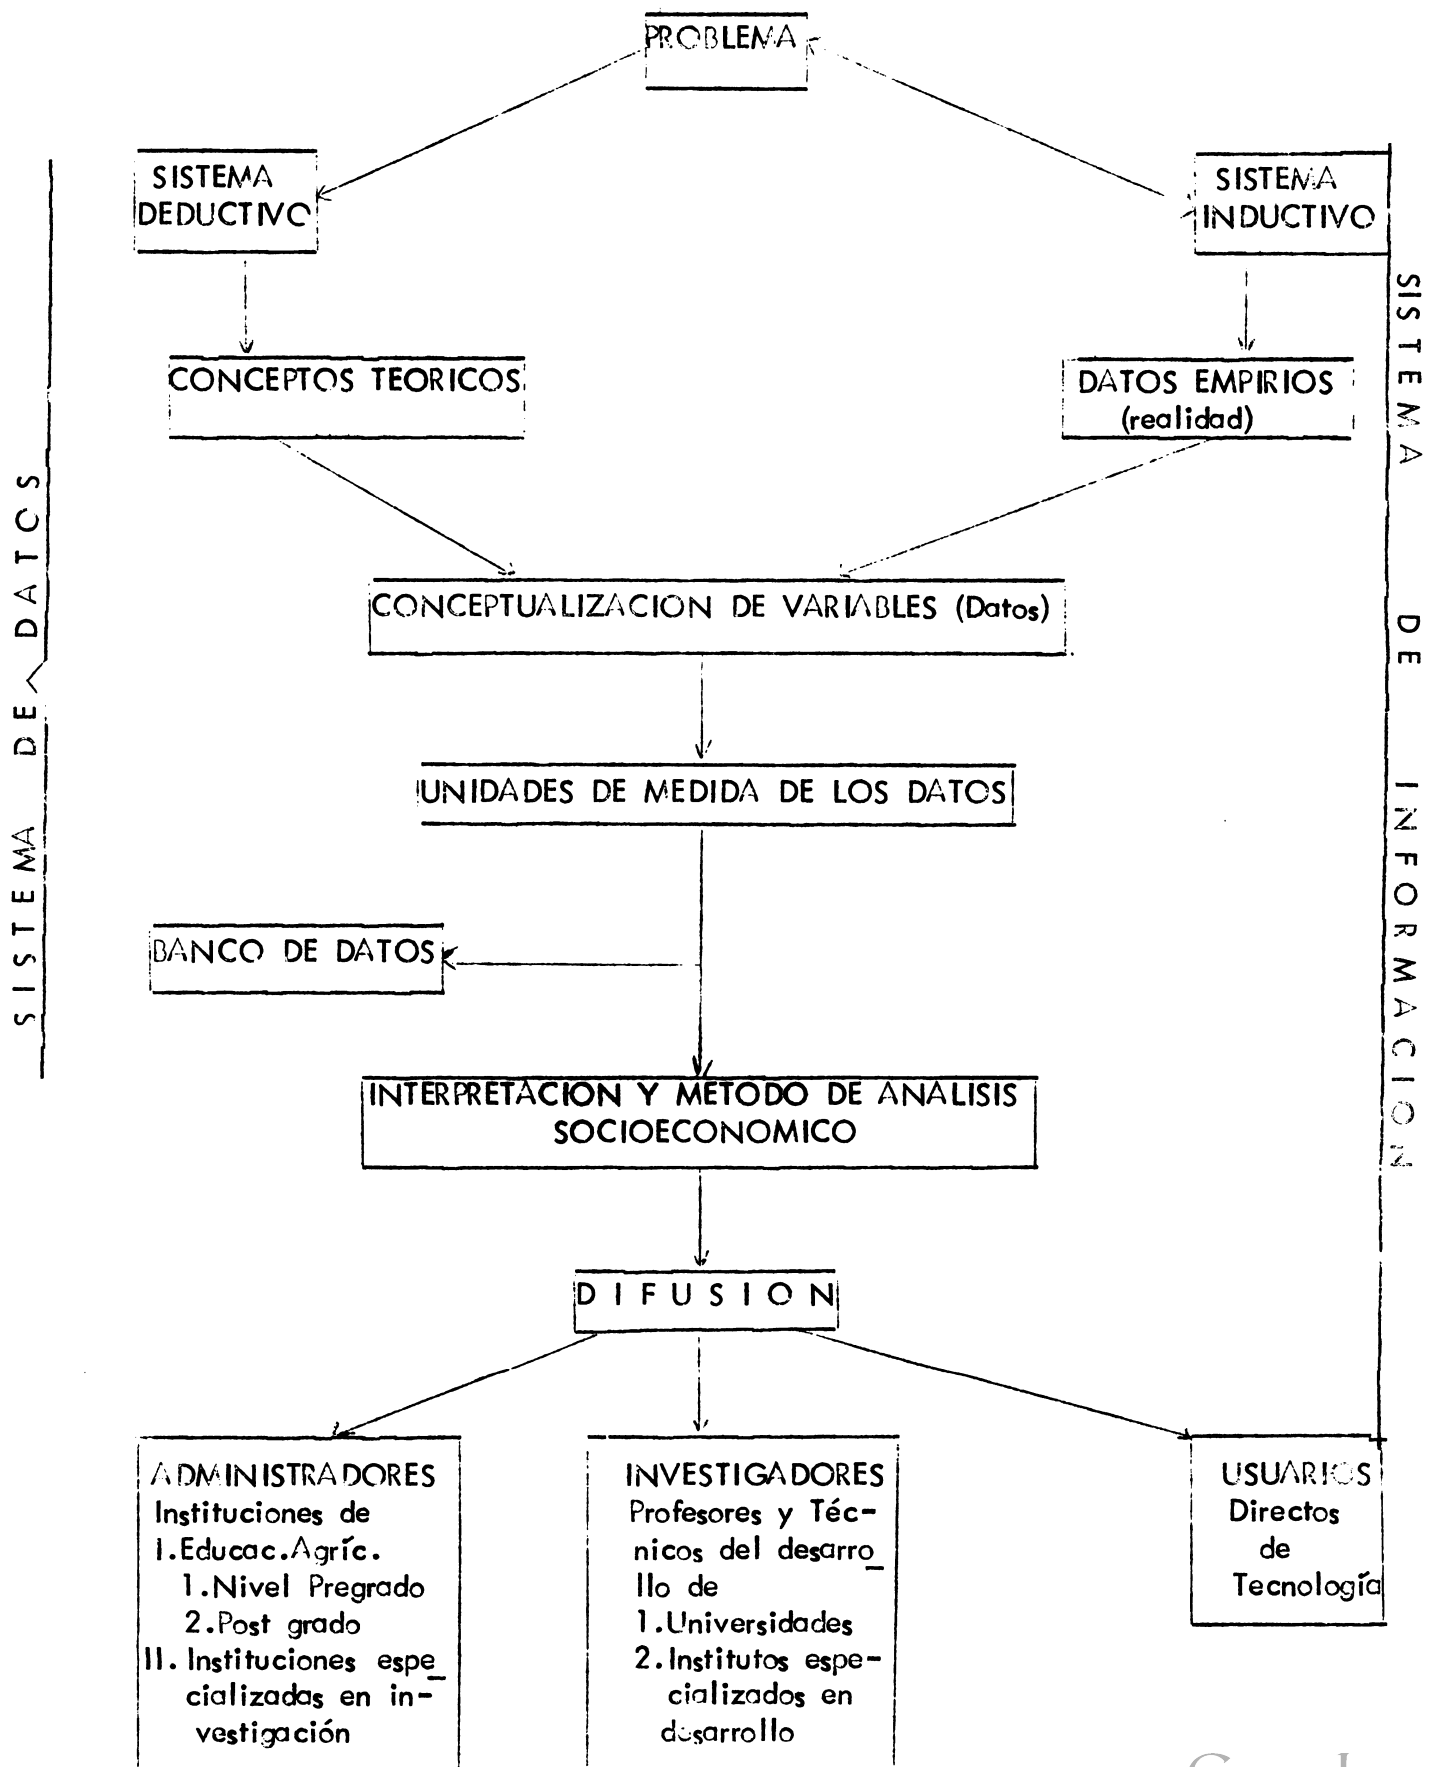 PROBLEMA
SISTEMA
DEDUCTIVO
SISTEMA
INDUCTIVO
CONCEPTOS TEORICOS
DATOS EMPIRIOS
(realidad)
SISTEMA DE DATOS
SISTEMA DE INFORMACION
CONCEPTUALIZACION DE VARIABLES (Datos)
UNIDADES DE MEDIDA DE LOS DATOS
BANCO DE DATOS
INTERPRETACION Y METODO DE ANALISIS
SOCIOECONOMICO
DIFUSION
ADMINISTRADORES
Instituciones de
I.Educac.Agríc.
1.Nivel Pregrado
2.Post grado
II. Instituciones espe_
cializadas en in-
vestigación
INVESTIGADORES
Profesores y Téc-
nicos del desarro_
llo de
1.Universidades
2.Institutos espe-
cializados en
desarrollo
USUARIOS
Directos
de
Tecnología